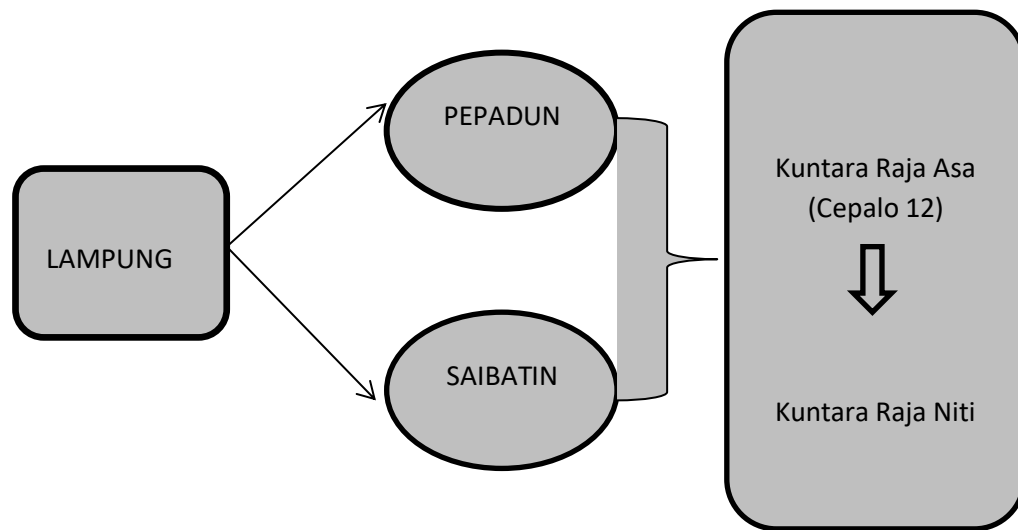 LAMPUNG
PEPADUN
SAIBATIN
Kuntara Raja Asa
(Cepalo 12)
Kuntara Raja Niti